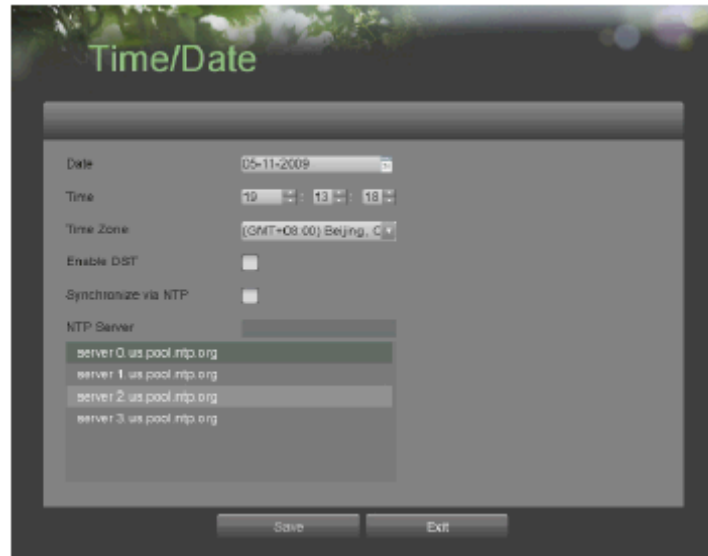 Time/Date
Date 05-11-2009
Time 19 : 13 : 18
Time Zone (GMT+08:00) Beijing, C
Enable DST
Synchronize via NTP
NTP Server
server 0.us.pool.ntp.org
server 1.us.pool.ntp.org
server 2.us.pool.ntp.org
server 3.us.pool.ntp.org
Save Exit